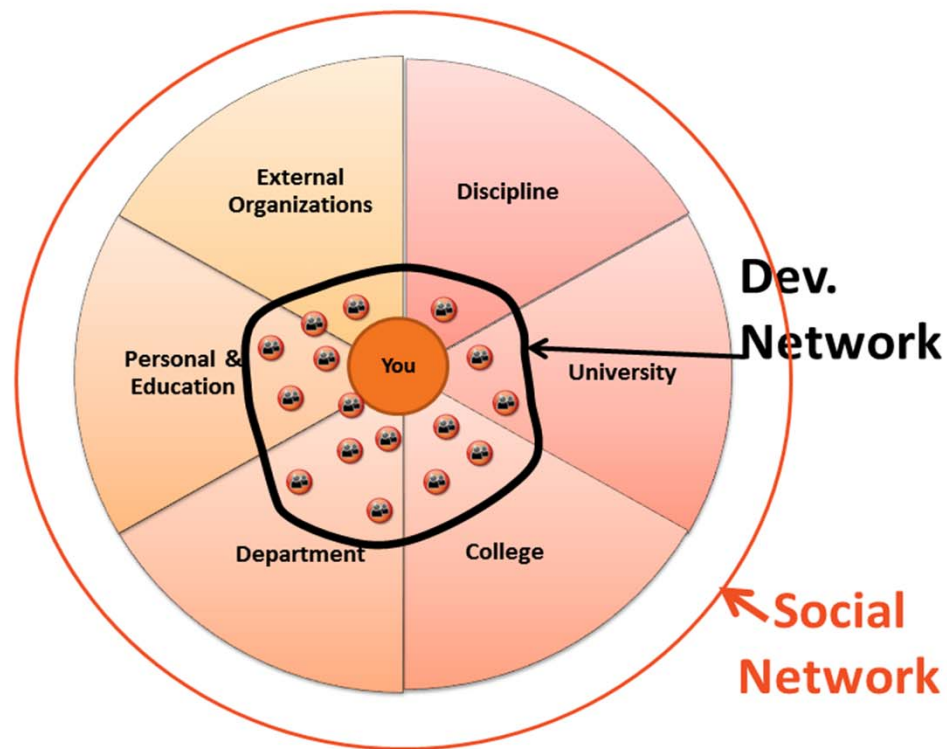 External
Organizations
Discipline
Dev.
Network
Personal &
Education
You
University
Department
College
Social
Network